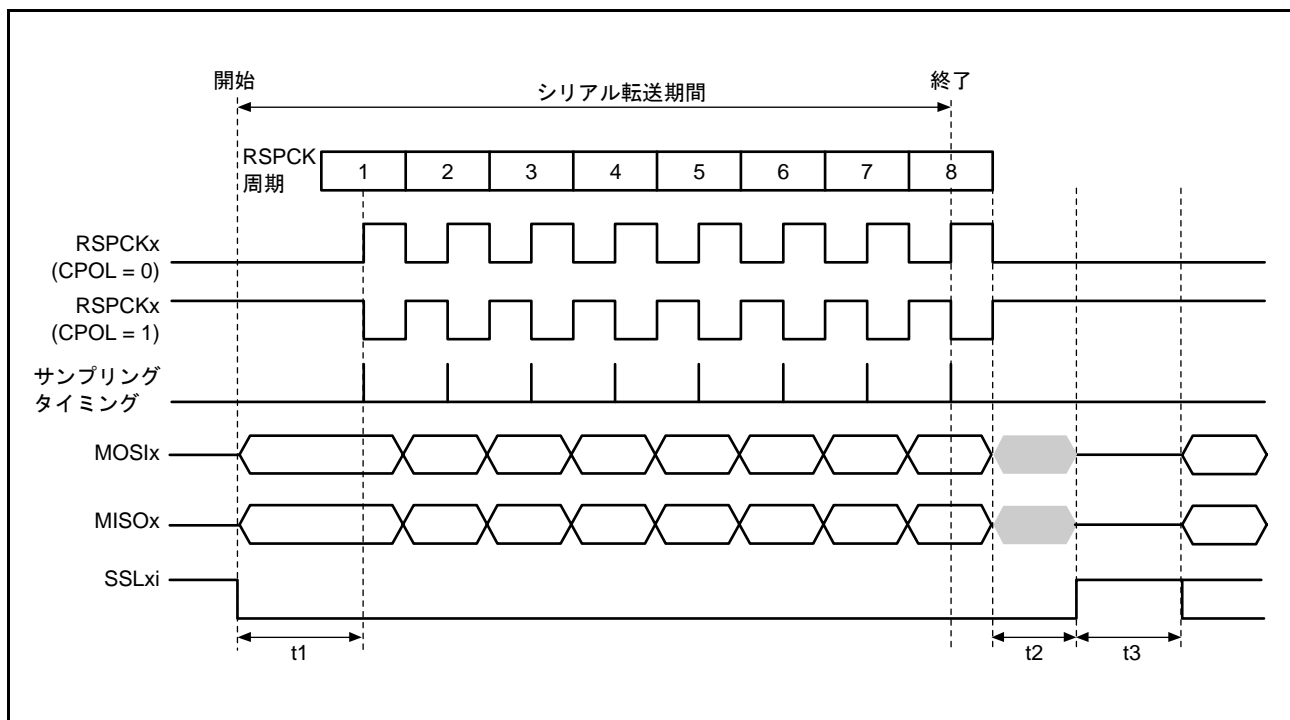 開始
終了
シリアル転送期間
RSPCK
周期
1 2 3 4 5 6 7 8
RSPCKx
(CPOL = 0)
RSPCKx
(CPOL = 1)
サンプリング
タイミング
MOSIx
MISOx
SSLxi
t1
t2
t3